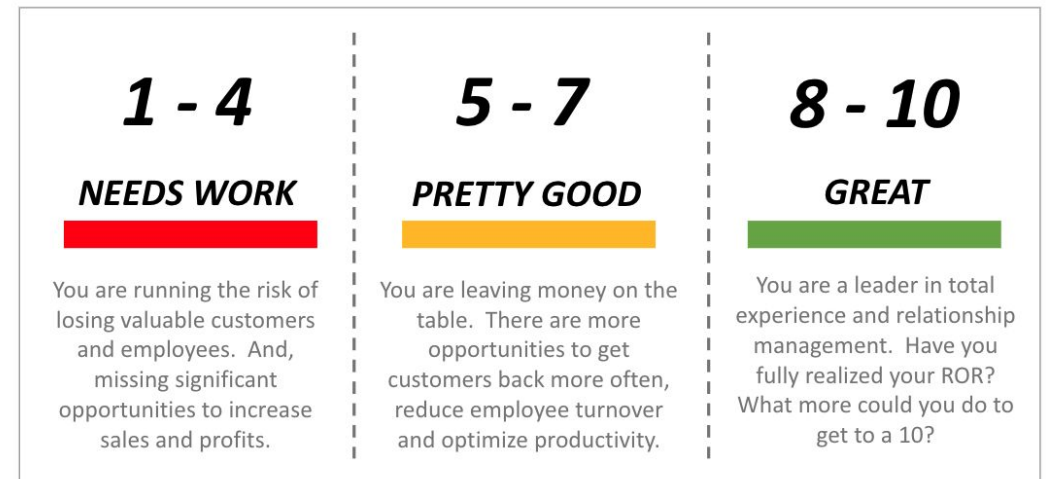 1 - 4
NEEDS WORK
You are running the risk of
losing valuable customers
and employees.  And,
missing significant
opportunities to increase
sales and profits.
5 - 7
PRETTY GOOD
You are leaving money on the
table.  There are more
opportunities to get
customers back more often,
reduce employee turnover
and optimize productivity.
8 - 10
GREAT
You are a leader in total
experience and relationship
management.  Have you
fully realized your ROR?
What more could you do to
get to a 10?